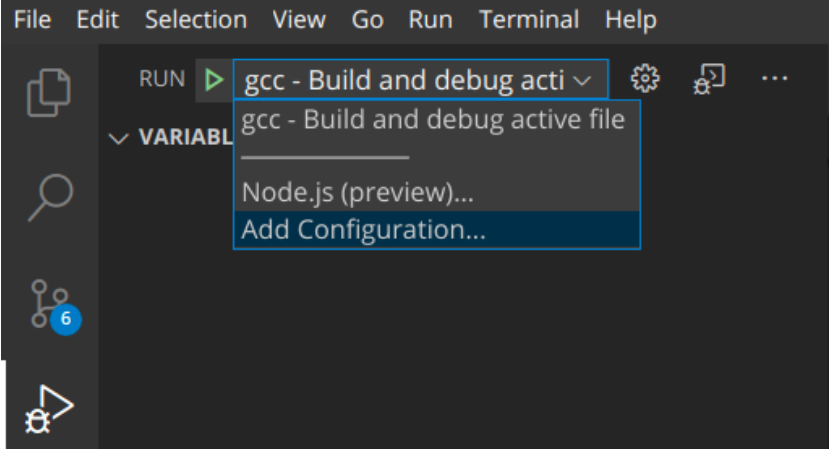 File Edit Selection View Go Run Terminal Help
RUN gcc - Build and debug acti
gcc - Build and debug active file
VARIABL
Node.js (preview)...
Add Configuration...
6